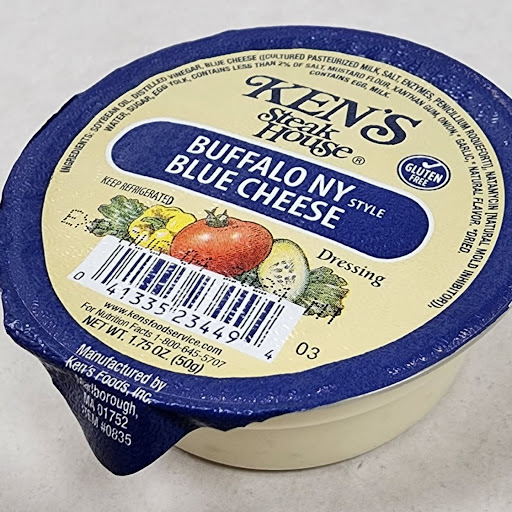 INGREDIENTS: SOYBEAN OIL, DISTILLED VINEGAR, BLUE CHEESE ([CULTURED PASTEURIZED MILK, SALT, ENZYMES, PENICILLIUM ROQUEFORTI], NATAMYCIN [NATURAL MOLD INHIBITOR]),
WATER, SUGAR, EGG YOLK, CONTAINS LESS THAN 2% OF SALT, MUSTARD FLOUR, XANTHAN GUM, ONION*, GARLIC*, NATURAL FLAVOR. *DRIED
CONTAINS EGG, MILK.
KEN'S
Steak
House®
GLUTEN
FREE
BUFFALO NY STYLE
BLUE CHEESE
KEEP REFRIGERATED
Dressing
0 41335 23449 4
03
www.kensfoodservice.com
For Nutrition Facts 1-800-645-5707
NET WT. 1.75 OZ (50g)
Manufactured by
Ken's Foods, Inc.
Marlborough,
MA 01752
ITEM #0835